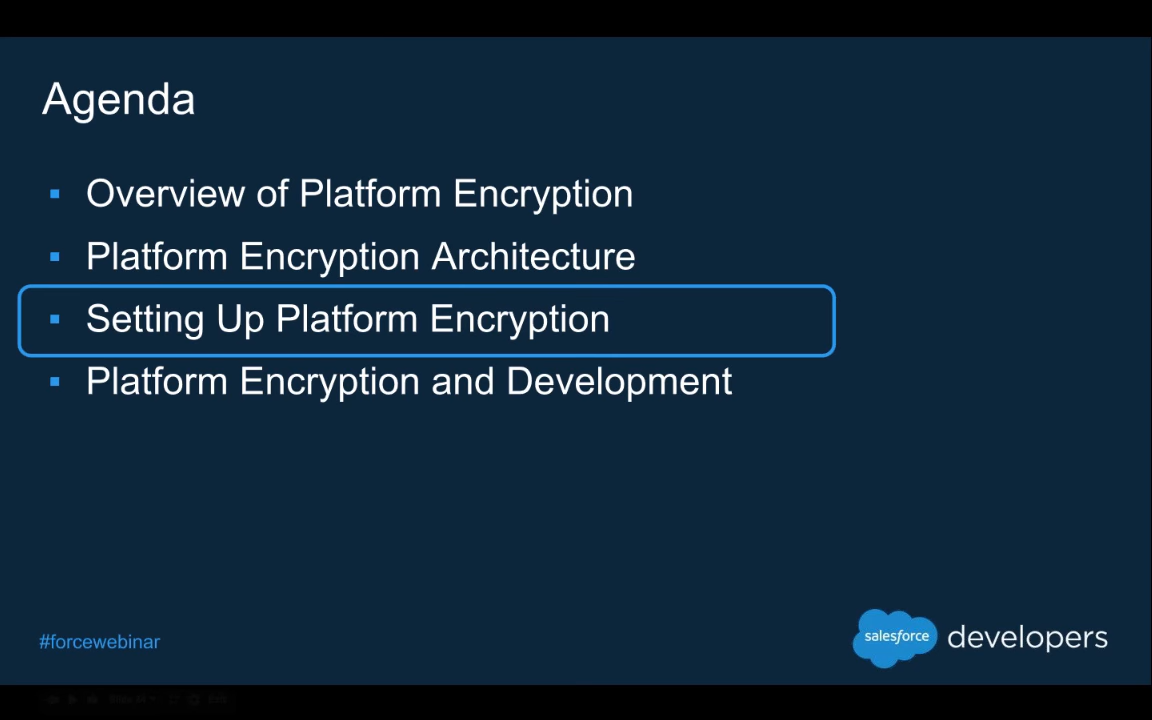 Agenda
▪ Overview of Platform Encryption
▪ Platform Encryption Architecture
▪ Setting Up Platform Encryption
▪ Platform Encryption and Development
#forcewebinar
salesforce developers